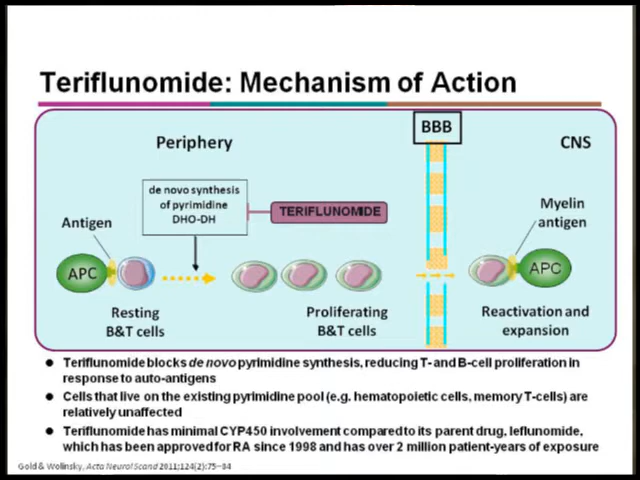 Teriflunomide: Mechanism of Action
BBB
Periphery
CNS
de novo synthesis
of pyrimidine
DHO-DH
TERIFLUNOMIDE
Myelin
antigen
Antigen
APC
APC
Resting
B&T cells
Proliferating
B&T cells
Reactivation and
expansion
● Teriflunomide blocks de novo pyrimidine synthesis, reducing T- and B-cell proliferation in
response to auto-antigens
● Cells that live on the existing pyrimidine pool (e.g. hematopoietic cells, memory T-cells) are
relatively unaffected
● Teriflunomide has minimal CYP450 involvement compared to its parent drug, leflunomide,
which has been approved for RA since 1998 and has over 2 million patient-years of exposure
Gold & Wolinsky, Acta Neurol Scand 2011;124(2):75–84